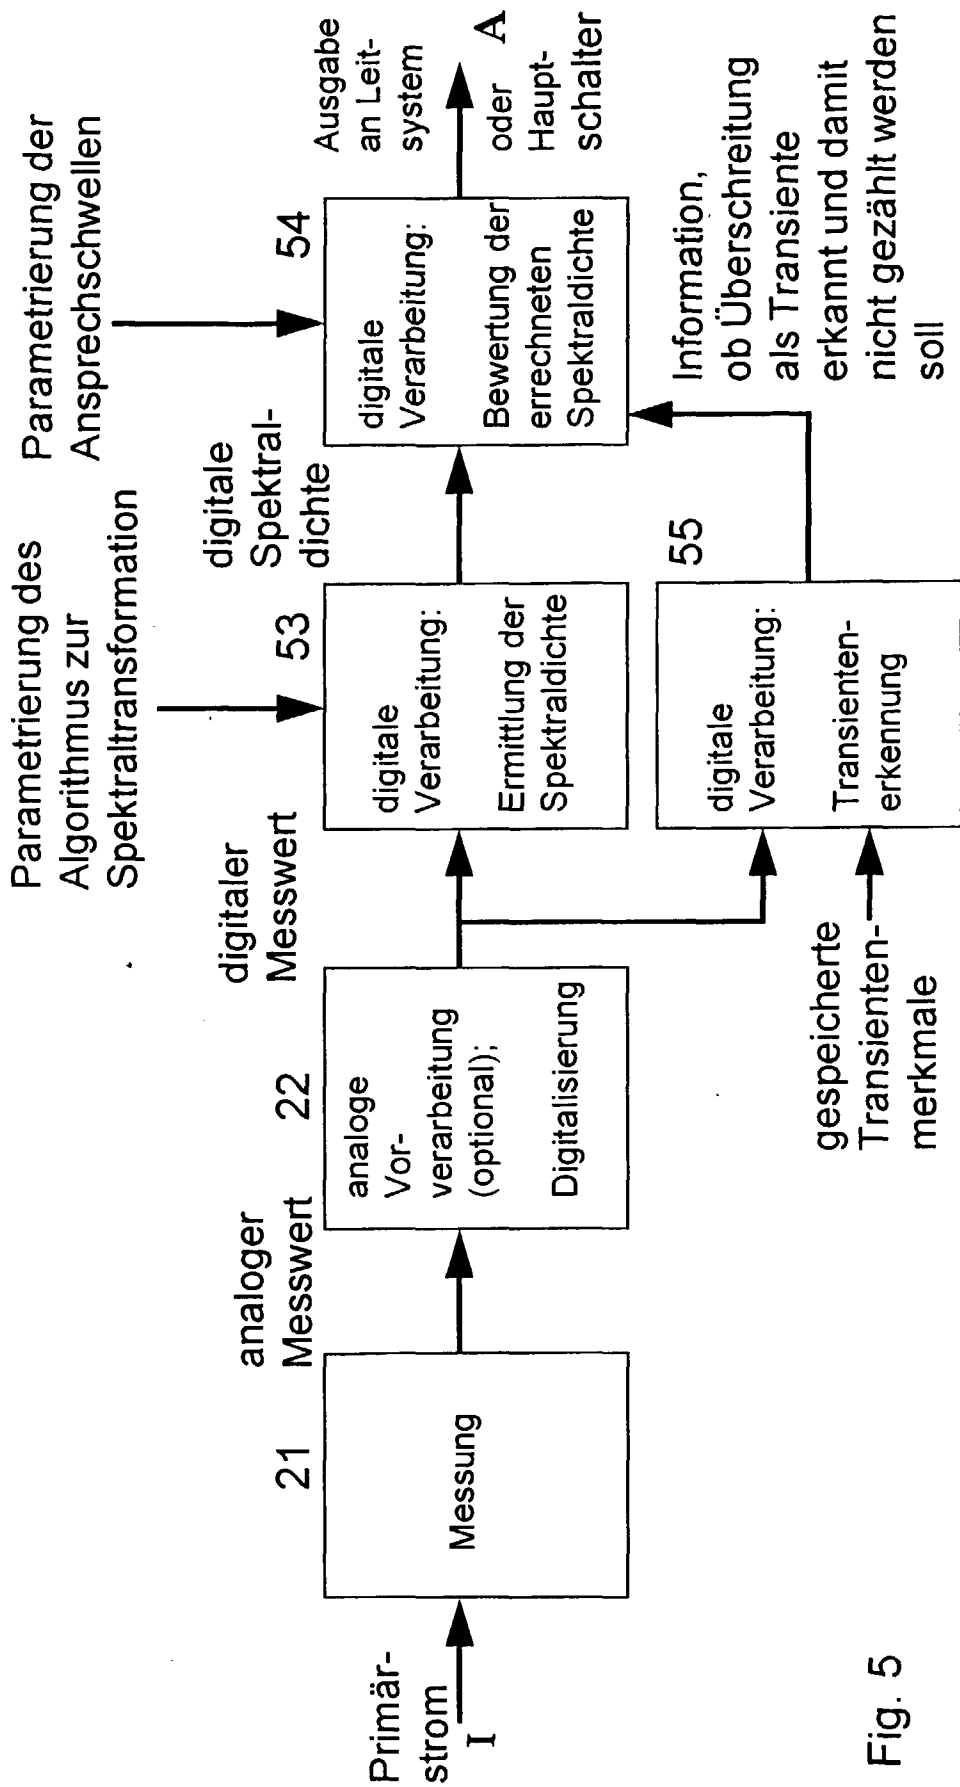 Primär-
strom
I
21
Messung
analoger
Messwert
22
analoge
Vor-
verarbeitung
(optional);
Digitalisierung
digitaler
Messwert
Parametrierung des
Algorithmus zur
Spektraltransformation
53
digitale
Verarbeitung:
Ermittlung der
Spektraldichte
digitale
Spektral-
dichte
Parametrierung der
Ansprechschwellen
54
digitale
Verarbeitung:
Bewertung der
errechneten
Spektraldichte
Ausgabe
an Leit-
system
A
oder
Haupt-
schalter
gespeicherte
Transienten-
merkmale
55
digitale
Verarbeitung:
Transienten-
erkennung
Information,
ob Überschreitung
als Transiente
erkannt und damit
nicht gezählt werden
soll
Fig. 5